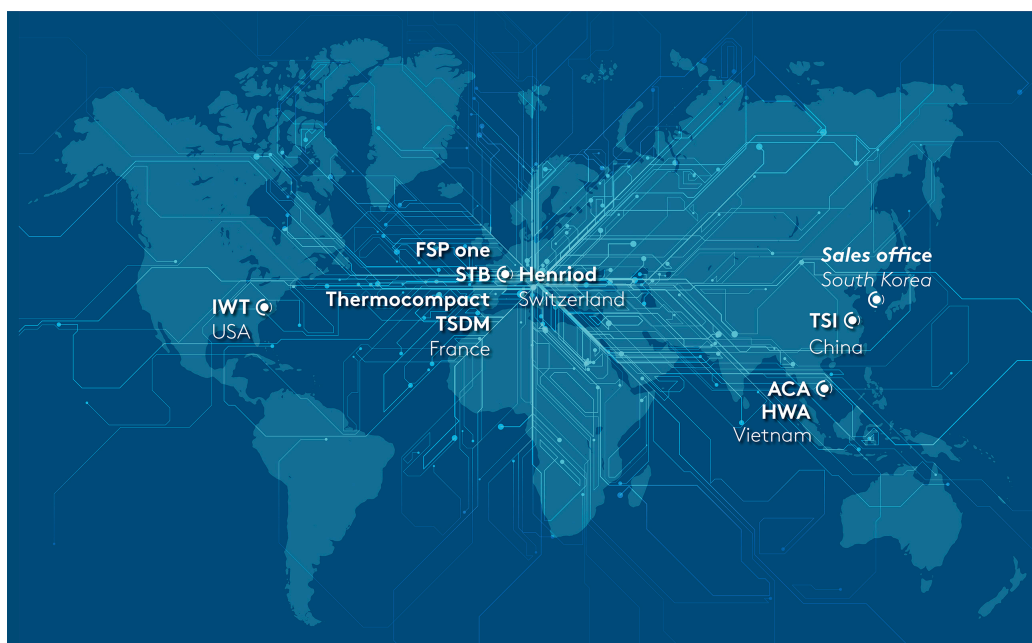 FSP one
STB
Thermocompact
TSDM
France
Henriod
Switzerland
IWT
USA
Sales office
South Korea
TSI
China
ACA
HWA
Vietnam